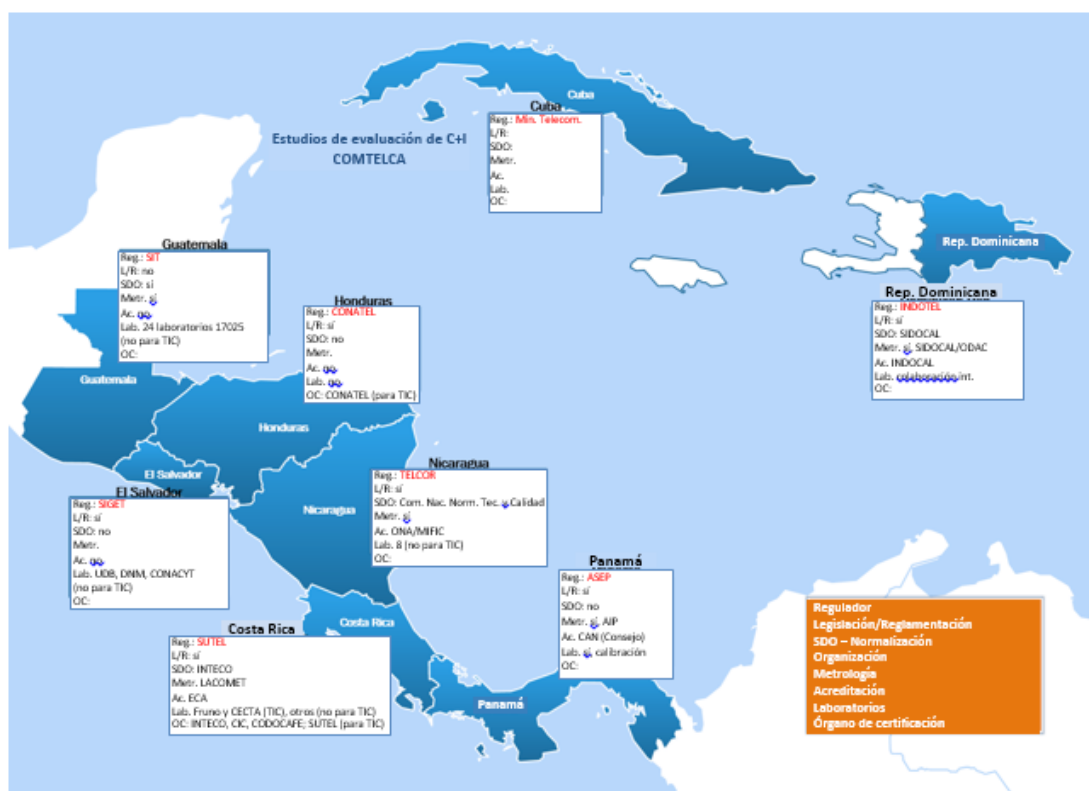 Cuba
Cuba
Reg.: Min. Telecom.
L/R:
SDO:
Metr.
Ac.
Lab.
OC:
Estudios de evaluación de C+I
COMTELCA
Rep. Dominicana
Rep. Dominicana
Reg.: INDOTEL
L/R: sí
SDO: SIDOCAL
Metr. sí, SIDOCAL/ODAC
Ac. INDOCAL
Lab. colaboración int.
OC:
Guatemala
Reg.: SIT
L/R: no
SDO: sí
Metr. sí
Ac. no.
Lab. 24 laboratorios 17025
(no para TIC)
OC:
Guatemala
Honduras
Reg.: CONATEL
L/R: sí
SDO: no
Metr.
Ac. no.
Lab. no.
OC: CONATEL (para TIC)
Honduras
El Salvador
El Salvador
Reg.: SIGET
L/R: sí
SDO: no
Metr.
Ac. no.
Lab. UDB, DNM, CONACYT
(no para TIC)
OC:
Nicaragua
Reg.: TELCOR
L/R: sí
SDO: Com. Nac. Norm. Tec. y Calidad
Metr. sí
Ac. ONA/MIFIC
Lab. 8 (no para TIC)
OC:
Nicaragua
Panamá
Reg.: ASEP
L/R: sí
SDO: no
Metr. sí, AIP
Ac. CAN (Consejo)
Lab. sí, calibración
OC:
Costa Rica
Costa Rica
Reg.: SUTEL
L/R: sí
SDO: INTECO
Metr. LACOMET
Ac. ECA
Lab. Fruno y CECTA (TIC), otros (no para TIC)
OC: INTECO, CIC, CODOCAFE; SUTEL (para TIC)
Panamá
Regulador
Legislación/Reglamentación
SDO – Normalización
Organización
Metrología
Acreditación
Laboratorios
Órgano de certificación